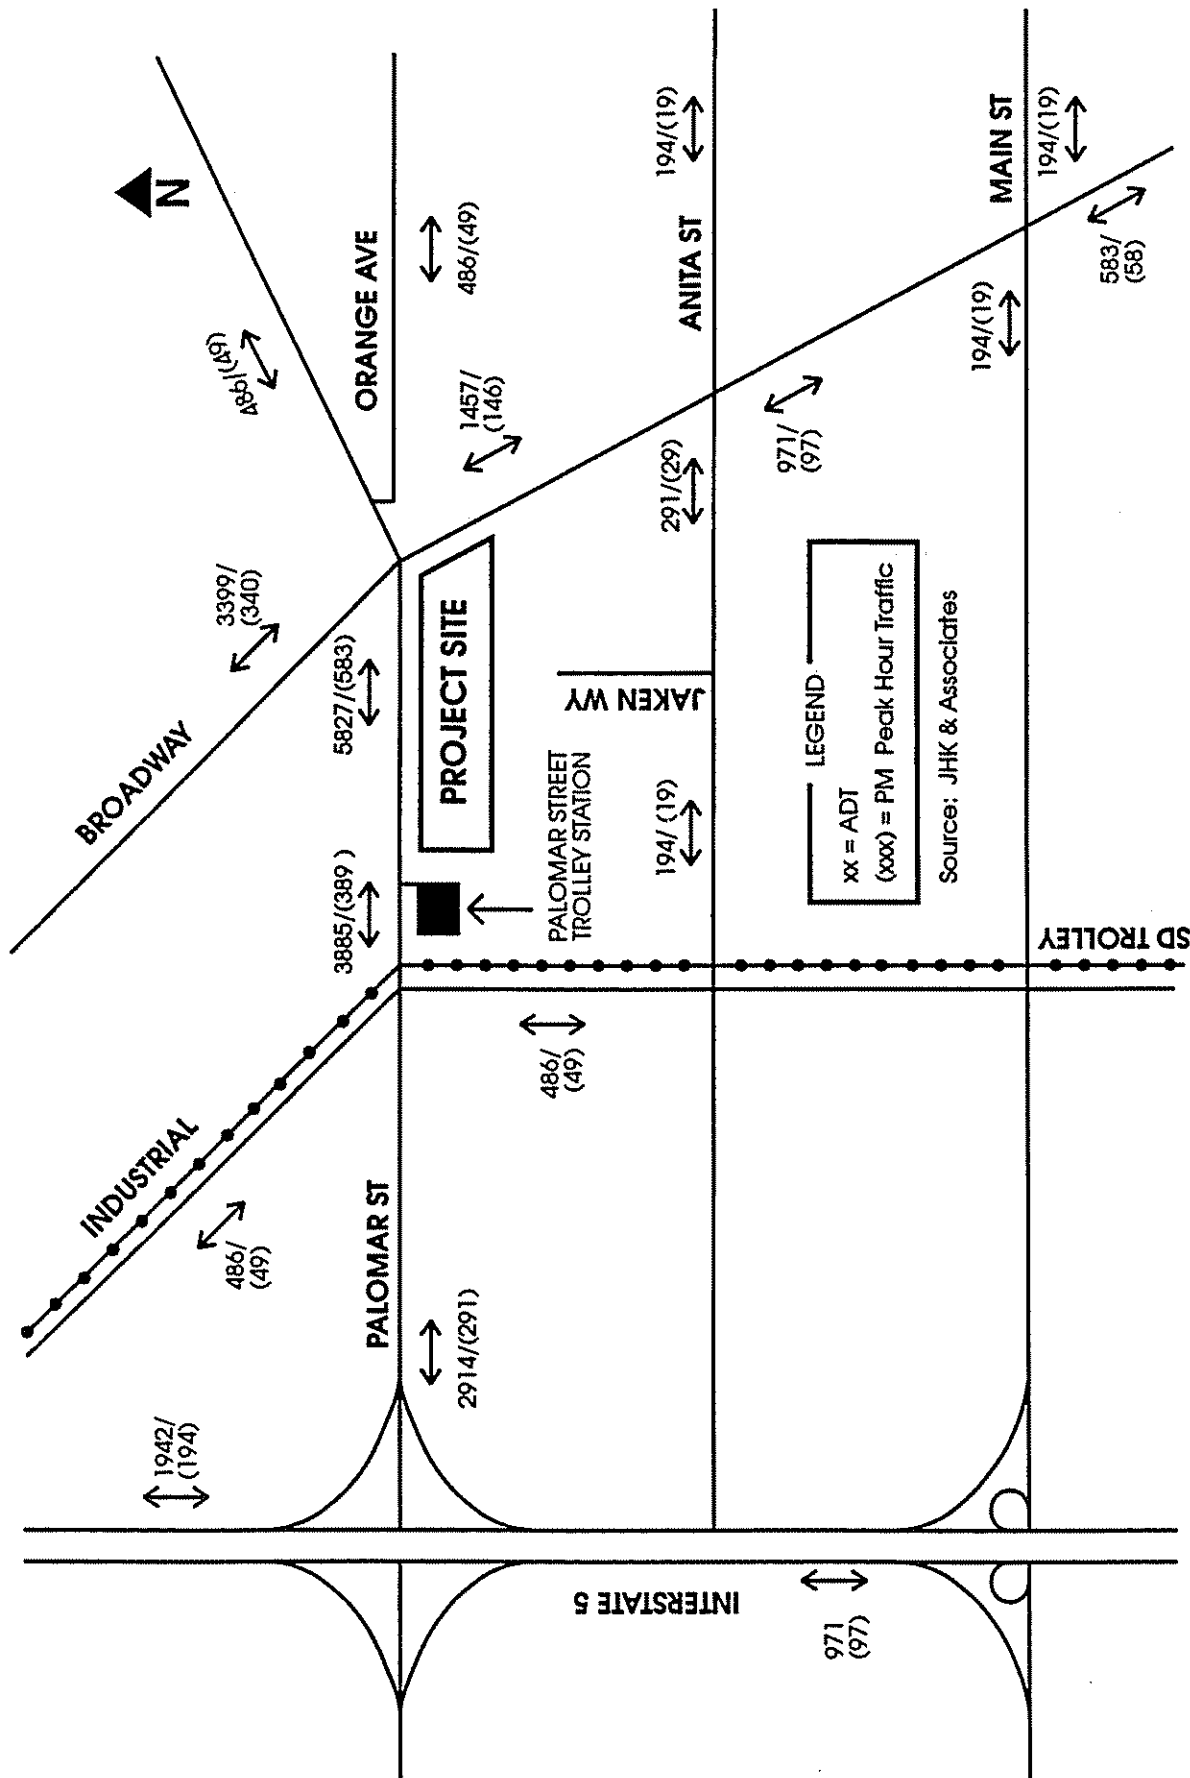 N
BROADWAY
3399/
(340)
486/(49)
ORANGE AVE
486/(49)
5827/(583)
3885/(389 )
1457/
(146)
PROJECT SITE
PALOMAR STREET
TROLLEY STATION
INDUSTRIAL
486/
(49)
PALOMAR ST
2914/(291)
1942/
(194)
486/
(49)
JAKEN WY
194/ (19)
291/(29)
ANITA ST
194/(19)
971/
(97)
INTERSTATE 5
971
(97)
LEGEND
xx = ADT
(xxx) = PM Peak Hour Traffic
Source: JHK & Associates
SD TROLLEY
194/(19)
MAIN ST
194/(19)
583/
(58)